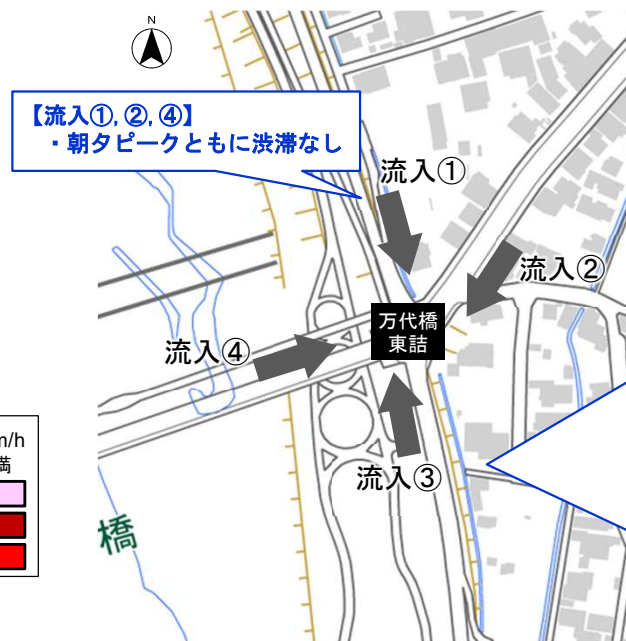 N
【流入①,②,④】
・朝夕ピークともに渋滞なし
流入①
流入②
万代橋
東詰
流入④
流入③
m/h
満
橋